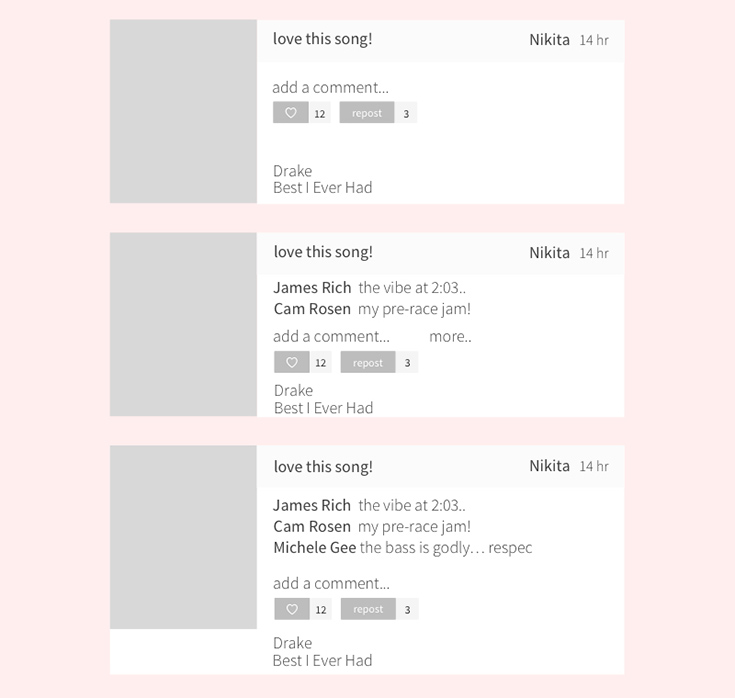 love this song! Nikita 14 hr
add a comment...
12 repost 3
Drake
Best I Ever Had
love this song! Nikita 14 hr
James Rich the vibe at 2:03..
Cam Rosen my pre-race jam!
add a comment... more..
12 repost 3
Drake
Best I Ever Had
love this song! Nikita 14 hr
James Rich the vibe at 2:03..
Cam Rosen my pre-race jam!
Michele Gee the bass is godly... respec
add a comment...
12 repost 3
Drake
Best I Ever Had